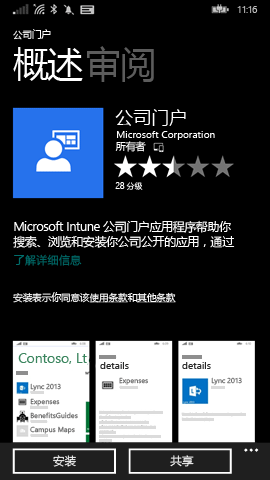 11:16
公司门户
概述 审阅
公司门户
Microsoft Corporation
所有者
28 分级
Microsoft Intune 公司门户应用程序帮助你
搜索、浏览和安装你公司公开的应用，通过
了解详细信息
安装表示你同意该使用条款和其他条款
Contoso, Lt
Lync 2013
Expenses
BenefitsGuides
Campus Maps
details
Expenses
details
Lync 2013
安装
共享